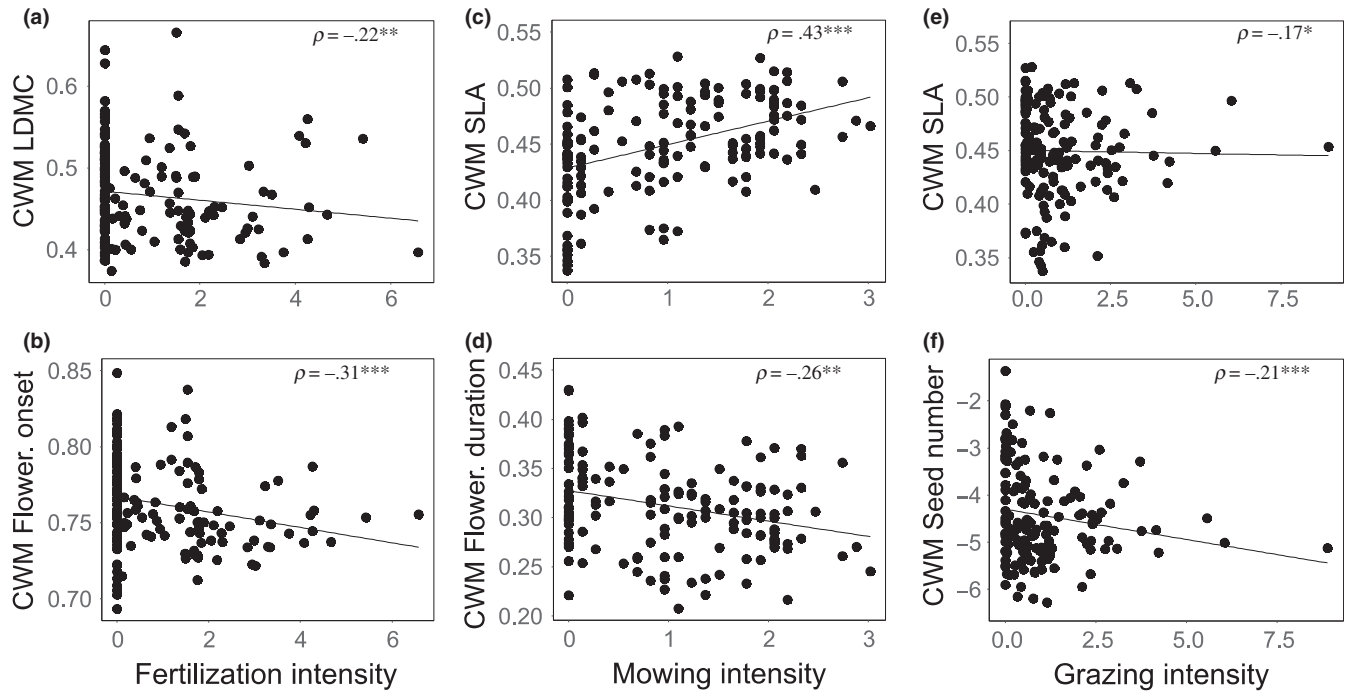 (a)
ρ = –.22**
CWM LDMC
0.6
0.5
0.4
0
2
4
6
(b)
ρ = –.31***
CWM Flower. onset
0.85
0.80
0.75
0.70
0
2
4
6
Fertilization intensity
(c)
ρ = .43***
CWM SLA
0.55
0.50
0.45
0.40
0.35
0
1
2
3
(d)
ρ = –.26**
CWM Flower. duration
0.45
0.40
0.35
0.30
0.25
0.20
0
1
2
3
Mowing intensity
(e)
ρ = –.17*
CWM SLA
0.55
0.50
0.45
0.40
0.35
0.0
2.5
5.0
7.5
(f)
ρ = –.21***
CWM Seed number
–2
–3
–4
–5
–6
0.0
2.5
5.0
7.5
Grazing intensity